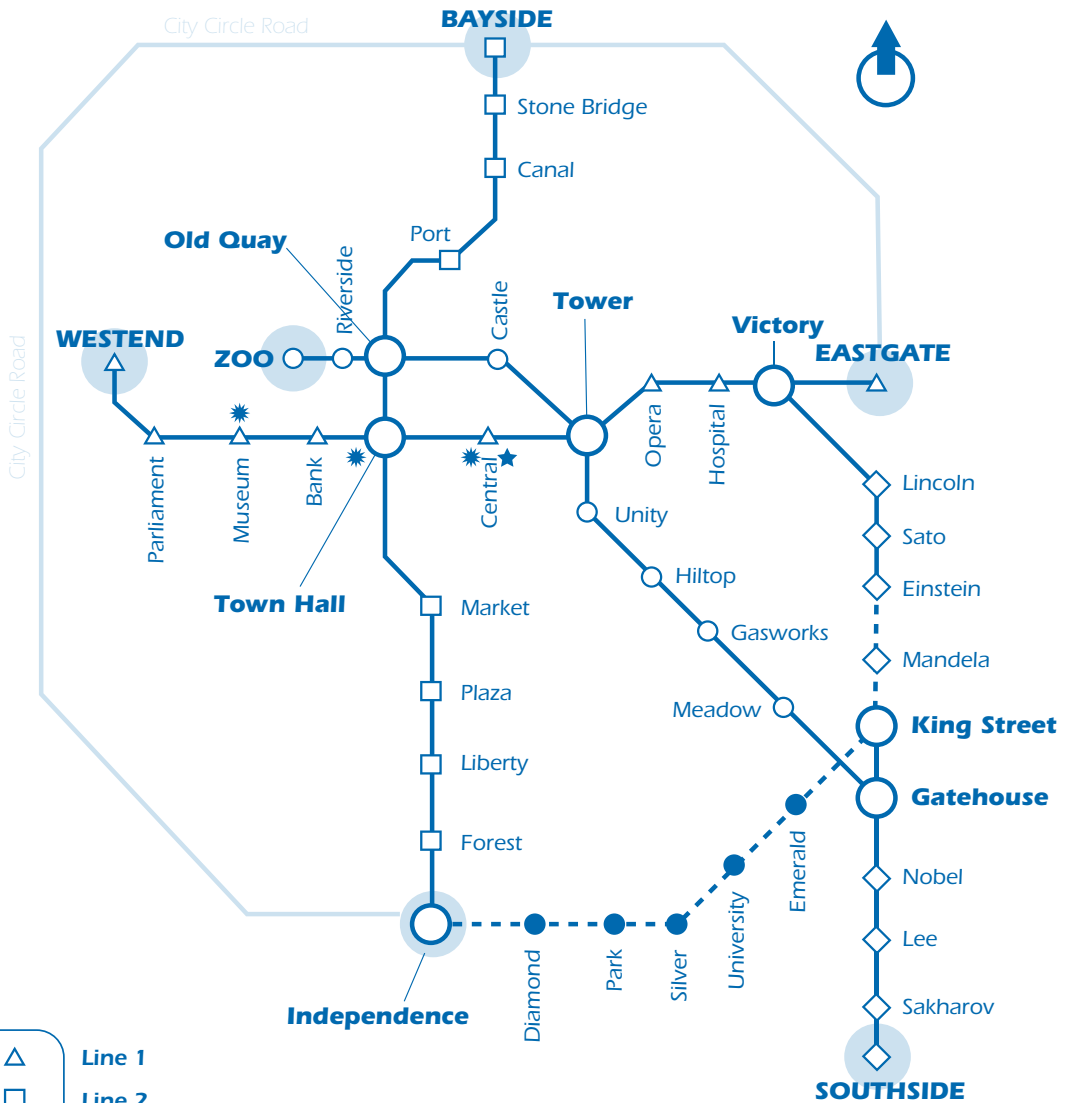 City Circle Road
BAYSIDE
Stone Bridge
Canal
Port
Old Quay
Riverside
Castle
Tower
Victory
WESTEND
ZOO
EASTGATE
City Circle Road
Parliament
Museum
Bank
Central
Opera
Hospital
Lincoln
Unity
Sato
Hiltop
Einstein
Town Hall
Market
Gasworks
Mandela
Plaza
Meadow
King Street
Liberty
Gatehouse
Forest
Emerald
Nobel
University
Lee
Diamond
Park
Silver
Sakharov
Independence
Line 1
SOUTHSIDE
Line 2